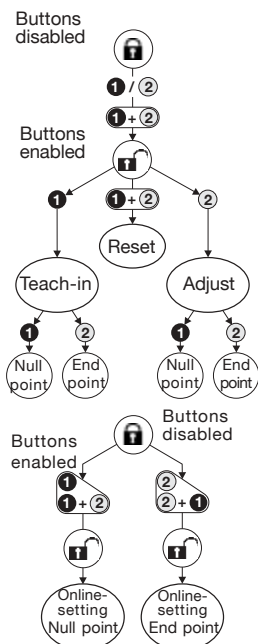 Buttons
disabled
1 / 2
1 + 2
Buttons
enabled
1
1 + 2
2
Reset
Teach-in
Adjust
1
2
1
2
Null
point
End
point
Null
point
End
point
Buttons
disabled
Buttons
enabled
1
1 + 2
2
2 + 1
Online-
setting
Null point
Online-
setting
End point